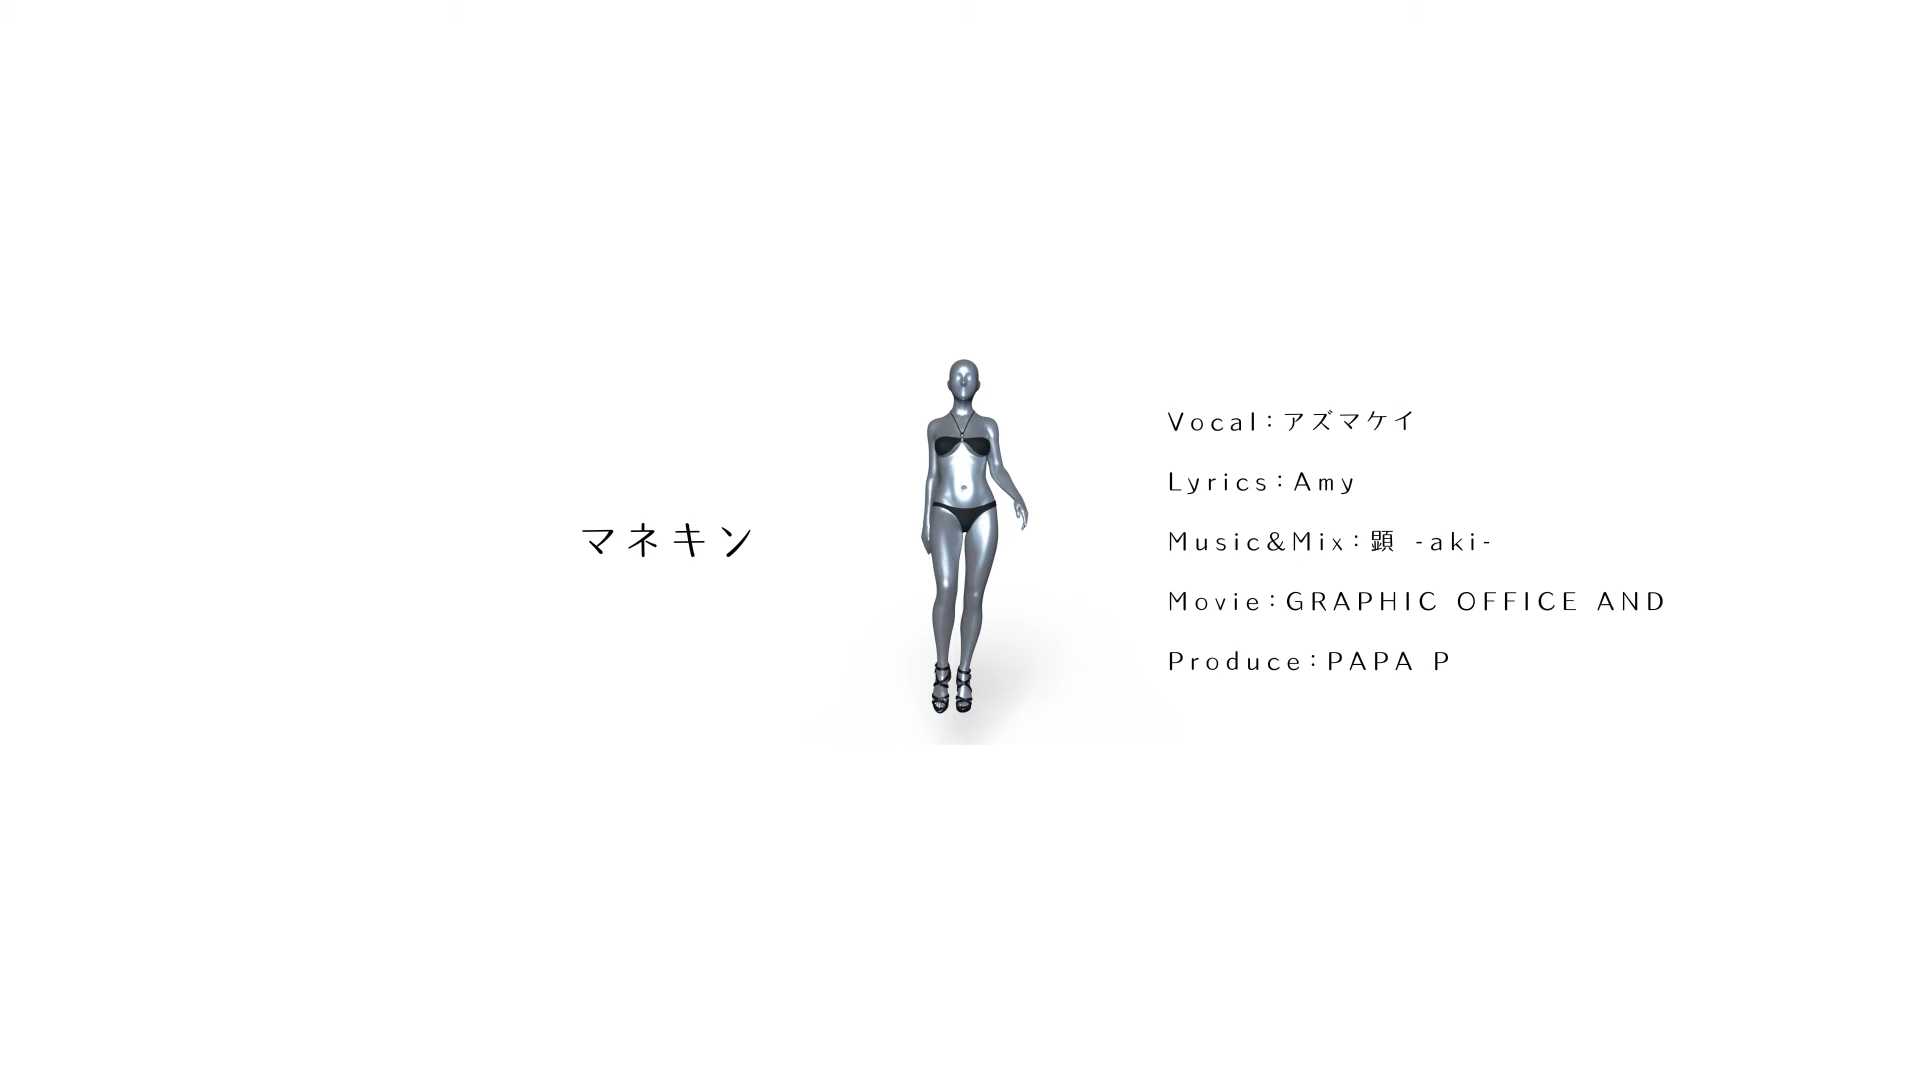 マネキン
Vocal：アズマケイ
Lyrics：Amy
Music&Mix：顕 -aki-
Movie：GRAPHIC OFFICE AND
Produce：PAPA P